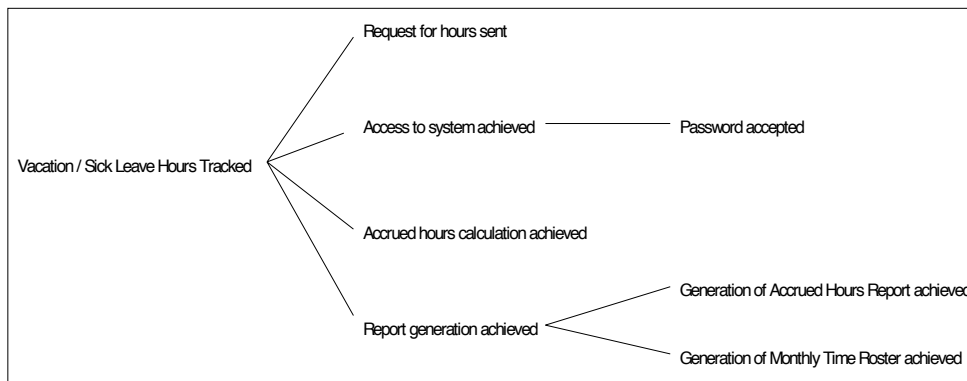 Request for hours sent
Access to system achieved
Password accepted
Vacation / Sick Leave Hours Tracked
Accrued hours calculation achieved
Generation of Accrued Hours Report achieved
Report generation achieved
Generation of Monthly Time Roster achieved